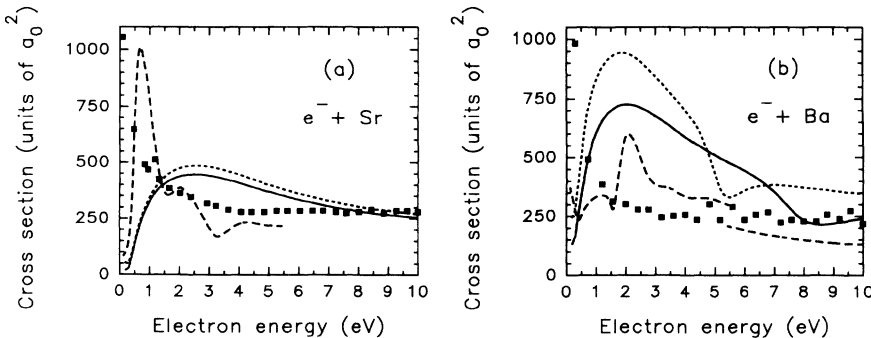 Cross section (units of a₀²)
1000
750
500
250
0
(a)
e⁻ + Sr
0 1 2 3 4 5 6 7 8 9 10
Electron energy (eV)
Cross section (units of a₀²)
1000
750
500
250
0
(b)
e⁻ + Ba
0 1 2 3 4 5 6 7 8 9 10
Electron energy (eV)